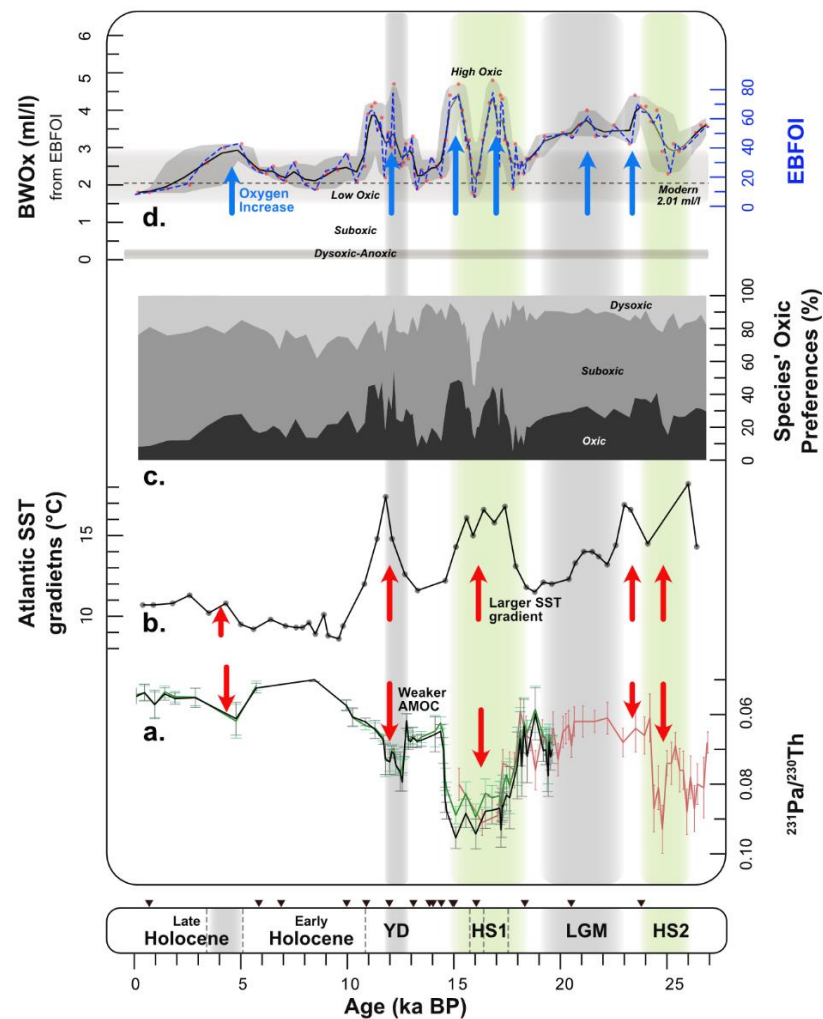 6
5
4
3
2
1
0
BWOx (ml/l)
from EBFOI
80
60
40
20
0
EBFOI
High Oxic
Low Oxic
Oxygen
Increase
Modern
2.01 ml/l
d.
Suboxic
Dysoxic-Anoxic
100
80
60
40
20
0
Species' Oxic
Preferences (%)
Dysoxic
Suboxic
Oxic
c.
15
10
Atlantic SST
gradietns (°C)
Larger SST
gradient
b.
Weaker
AMOC
a.
0.06
0.08
0.10
231Pa/230Th
Late
Holocene
Early
Holocene
YD
HS1
LGM
HS2
0
5
10
15
20
25
Age (ka BP)